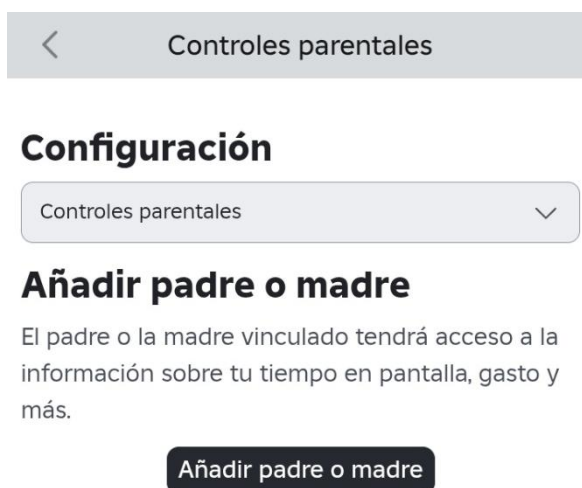 Controles parentales
Configuración
Controles parentales
Añadir padre o madre
El padre o la madre vinculado tendrá acceso a la
información sobre tu tiempo en pantalla, gasto y
más.
Añadir padre o madre